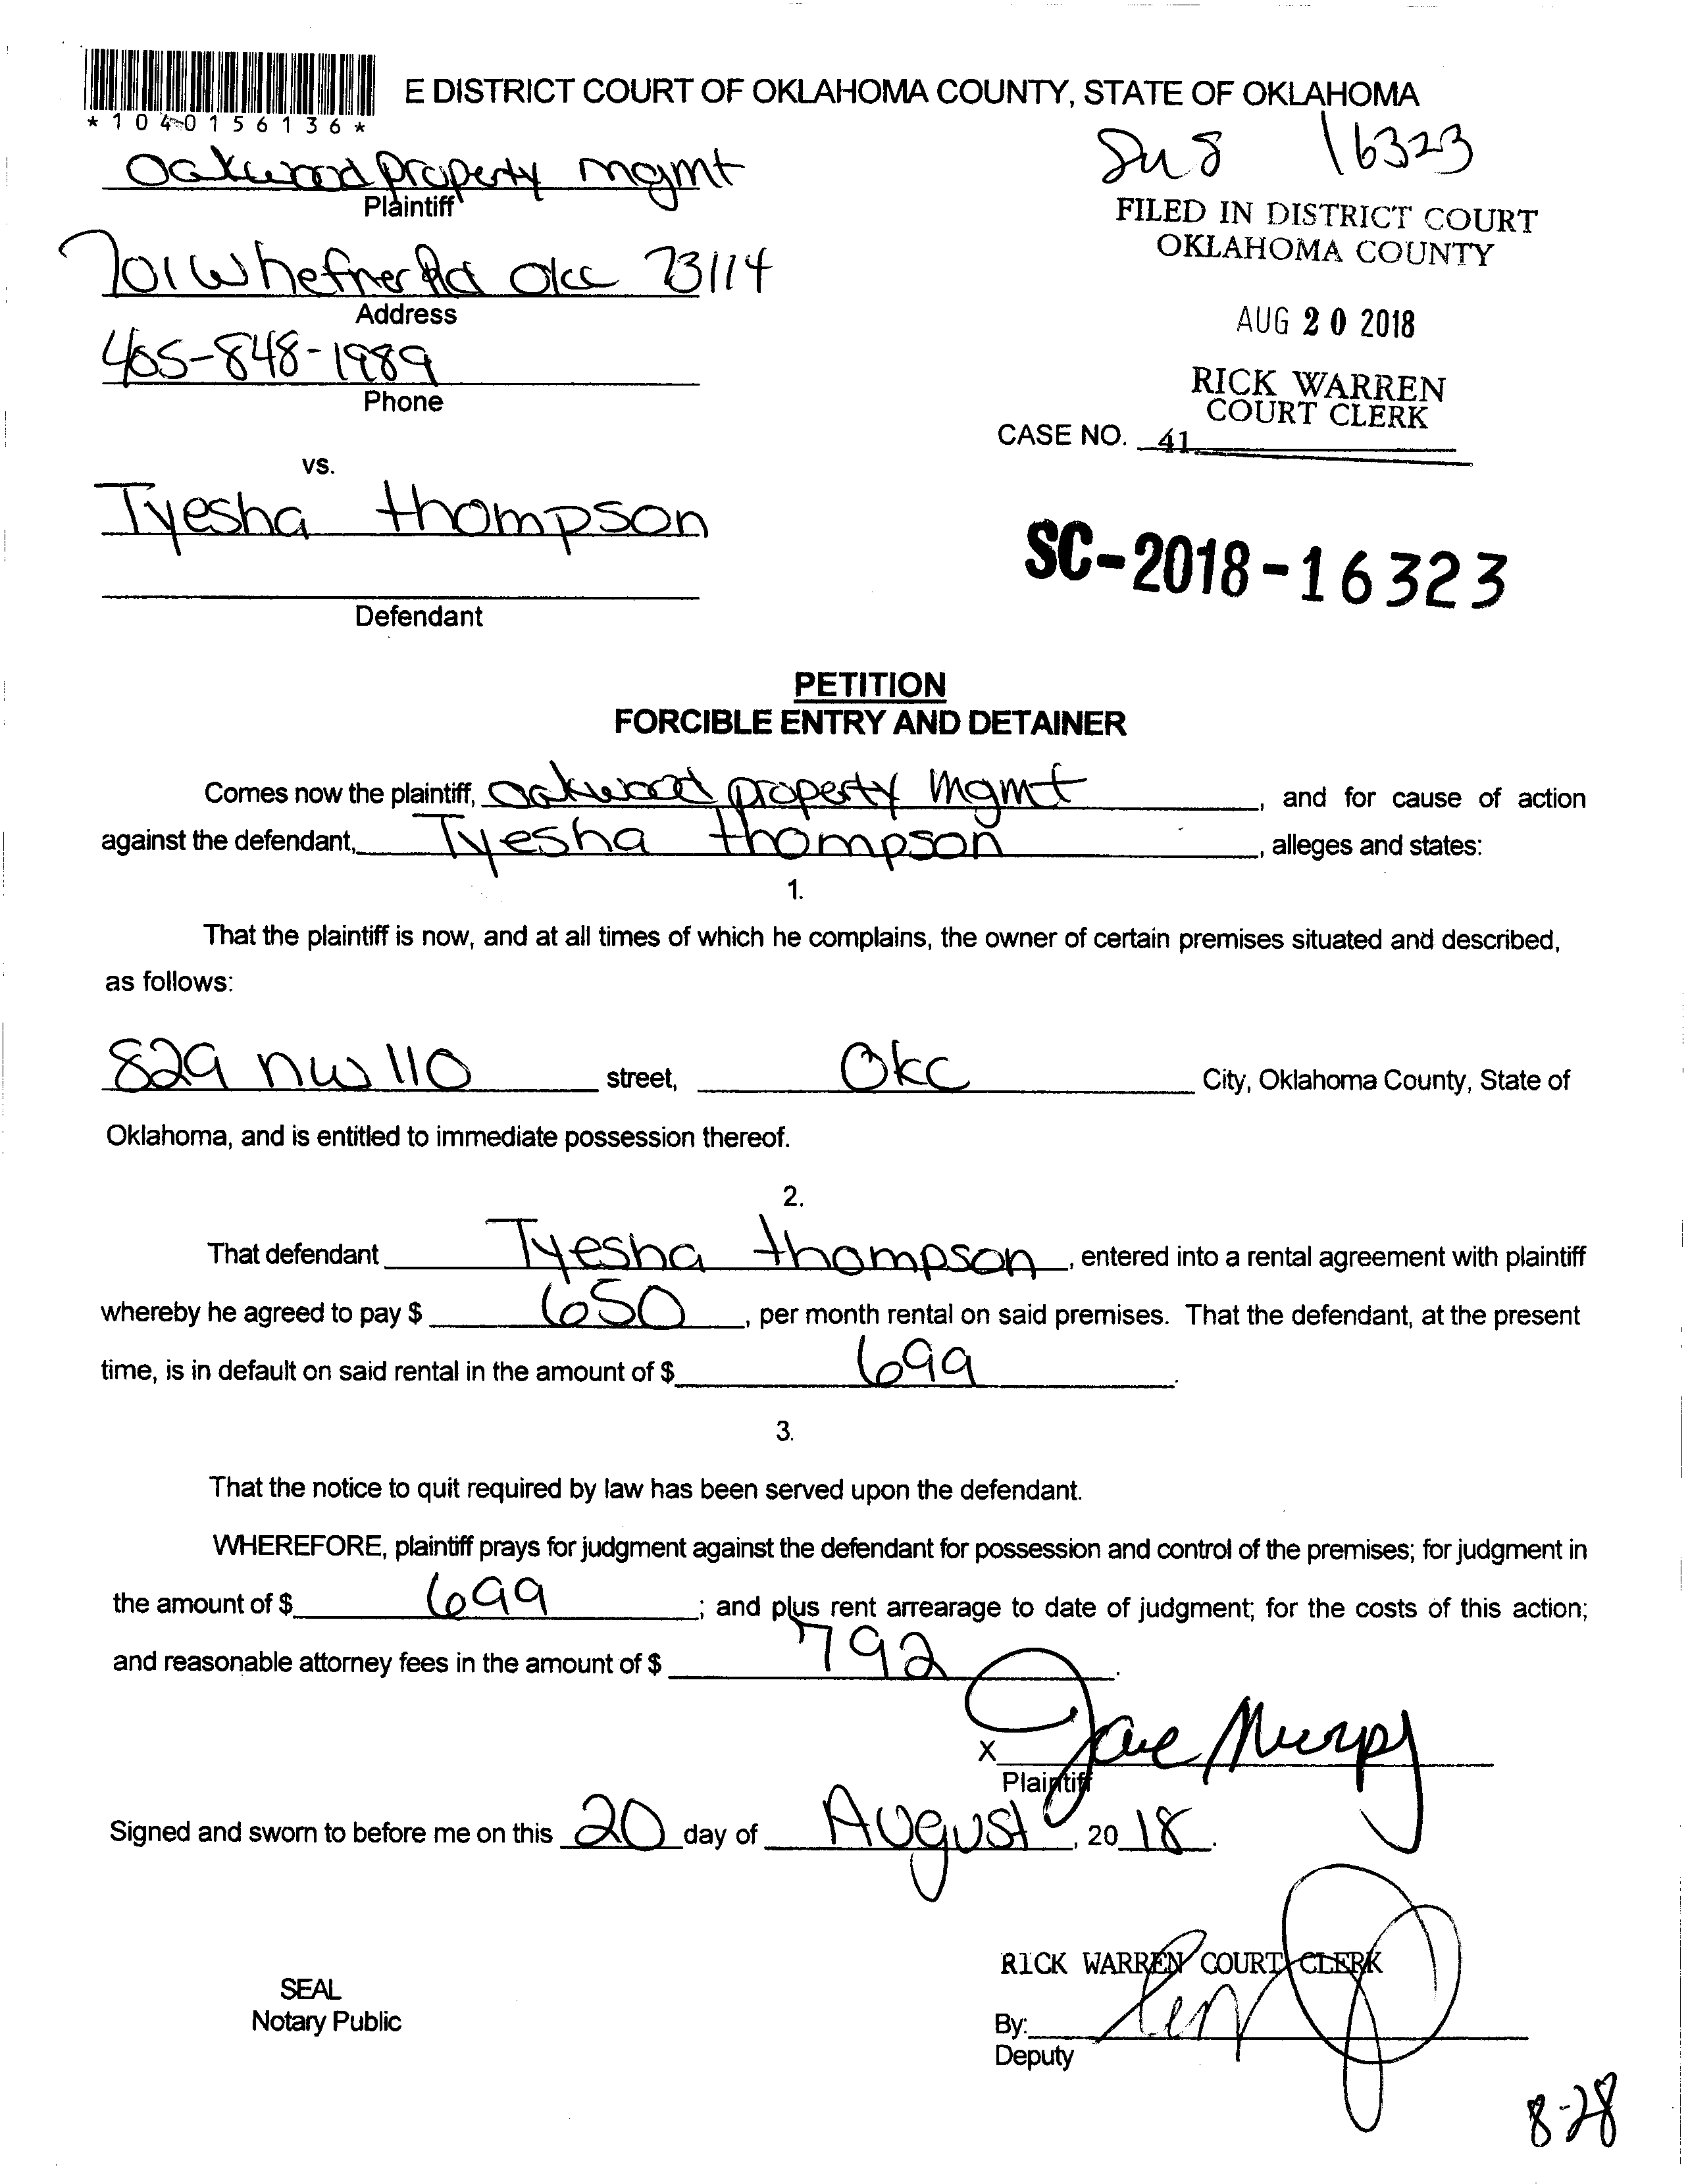 E DISTRICT COURT OF OKLAHOMA COUNTY, STATE OF OKLAHOMA
* 1 0 4 0 1 5 6 1 3 6 *
16323
Oakwood property mgmt
Plaintiff
FILED IN DISTRICT COURT
OKLAHOMA COUNTY
701 W hefner Rd Okc 73114
Address
AUG 20 2018
405-848-1989
Phone
RICK WARREN
COURT CLERK
CASE NO. 41
vs.
Tyesha thompson
SC-2018-16323
Defendant
PETITION
FORCIBLE ENTRY AND DETAINER
Comes now the plaintiff, Oakwood property mgmt, and for cause of action
against the defendant, Tyesha thompson, alleges and states:
1.
That the plaintiff is now, and at all times of which he complains, the owner of certain premises situated and described,
as follows:
829 nw 110 street, Okc City, Oklahoma County, State of
Oklahoma, and is entitled to immediate possession thereof.
2.
That defendant Tyesha thompson, entered into a rental agreement with plaintiff
whereby he agreed to pay $ 650, per month rental on said premises. That the defendant, at the present
time, is in default on said rental in the amount of $ 699.
3.
That the notice to quit required by law has been served upon the defendant.
WHEREFORE, plaintiff prays for judgment against the defendant for possession and control of the premises; for judgment in
the amount of $ 699; and plus rent arrearage to date of judgment; for the costs of this action;
and reasonable attorney fees in the amount of $ 792.
X
Plaintiff
Signed and sworn to before me on this 20 day of August, 20 18.
RICK WARREN COURT CLERK
SEAL
Notary Public
By:
Deputy
8-28